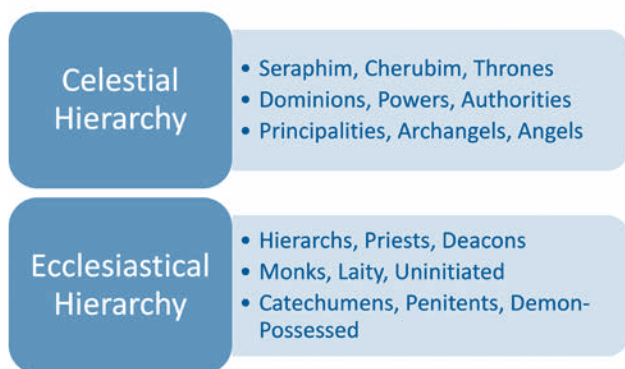 Celestial
Hierarchy
• Seraphim, Cherubim, Thrones
• Dominions, Powers, Authorities
• Principalities, Archangels, Angels
Ecclesiastical
Hierarchy
• Hierarchs, Priests, Deacons
• Monks, Laity, Uninitiated
• Catechumens, Penitents, Demon-
Possessed